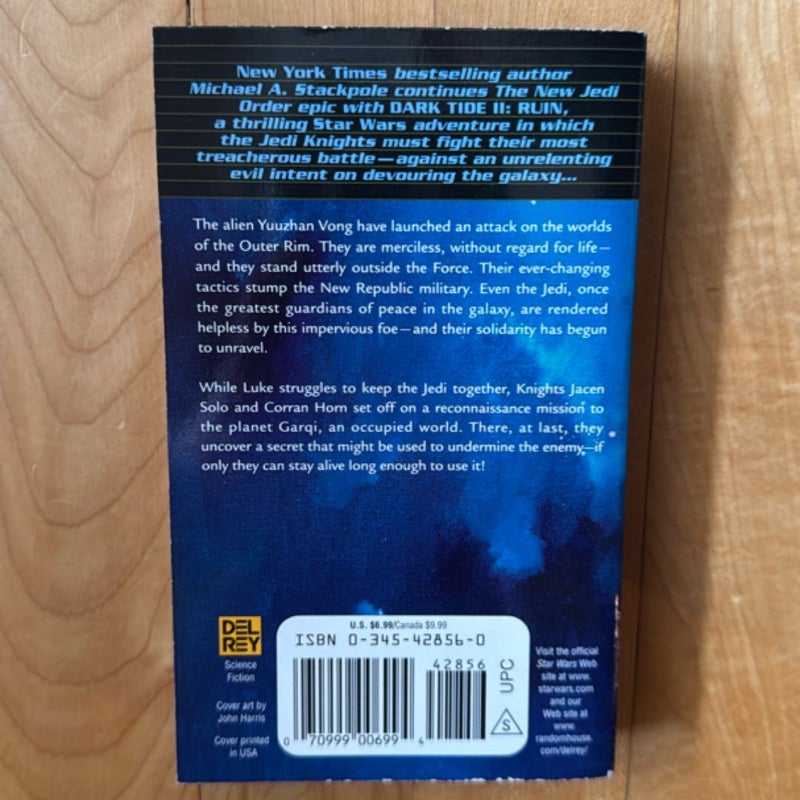 New York Times bestselling author
Michael A. Stackpole continues The New Jedi
Order epic with DARK TIDE II: RUIN,
a thrilling Star Wars adventure in which
the Jedi Knights must fight their most
treacherous battle—against an unrelenting
evil intent on devouring the galaxy...
The alien Yuuzhan Vong have launched an attack on the worlds
of the Outer Rim. They are merciless, without regard for life—
and they stand utterly outside the Force. Their ever-changing
tactics stump the New Republic military. Even the Jedi, once
the greatest guardians of peace in the galaxy, are rendered
helpless by this impervious foe—and their solidarity has begun
to unravel.
While Luke struggles to keep the Jedi together, Knights Jacen
Solo and Corran Horn set off on a reconnaissance mission to
the planet Garqi, an occupied world. There, at last, they
uncover a secret that might be used to undermine the enemy—if
only they can stay alive long enough to use it!
DEL
REY
Science
Fiction
Cover art by
John Harris
Cover printed
in USA
U.S. $6.99/Canada $9.99
ISBN 0-345-42856-0
42856
0 70999 00699 4
UPC
S
Visit the official
Star Wars Web
site at www.
starwars.com
and our
Web site at
www.
randomhouse.
com/delrey/